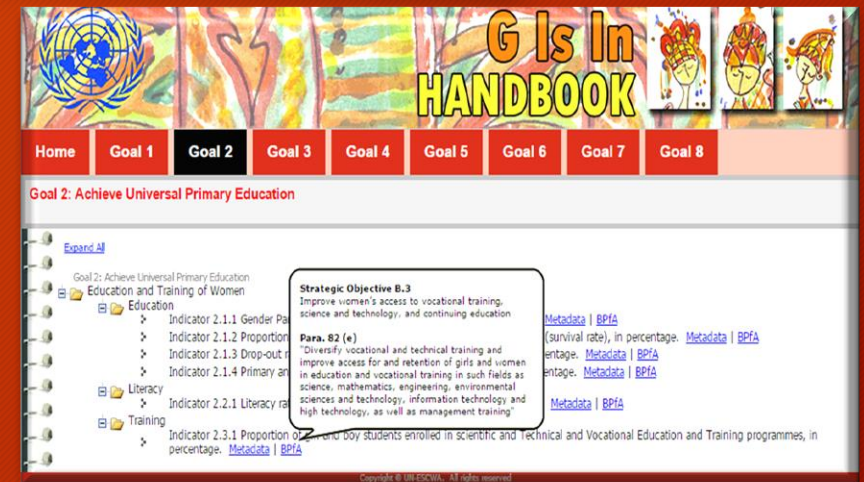 G Is In
HANDBOOK
Home Goal 1 Goal 2 Goal 3 Goal 4 Goal 5 Goal 6 Goal 7 Goal 8
Goal 2: Achieve Universal Primary Education
Expand All
Goal 2: Achieve Universal Primary Education
Education and Training of Women
Education
Indicator 2.1.1 Gender Metadata | BPfA
Indicator 2.1.2 Proportion (survival rate), in percentage. Metadata | BPfA
Indicator 2.1.3 Drop-out Metadata | BPfA
Indicator 2.1.4 Primary Metadata | BPfA
Literacy
Indicator 2.2.1 Literacy Metadata | BPfA
Training
Indicator 2.3.1 Proportion of and boy students enrolled in scientific and Technical and Vocational Education and Training programmes, in
percentage. Metadata | BPfA
Strategic Objective B.3
Improve women's access to vocational training,
science and technology, and continuing education
Para. 82 (e)
"Diversify vocational and technical training and
improve access for and retention of girls and women
in education and vocational training in such fields as
science, mathematics, engineering, environmental
sciences and technology, information technology and
high technology, as well as management training"
Copyright © UN-ESCWA. All rights reserved